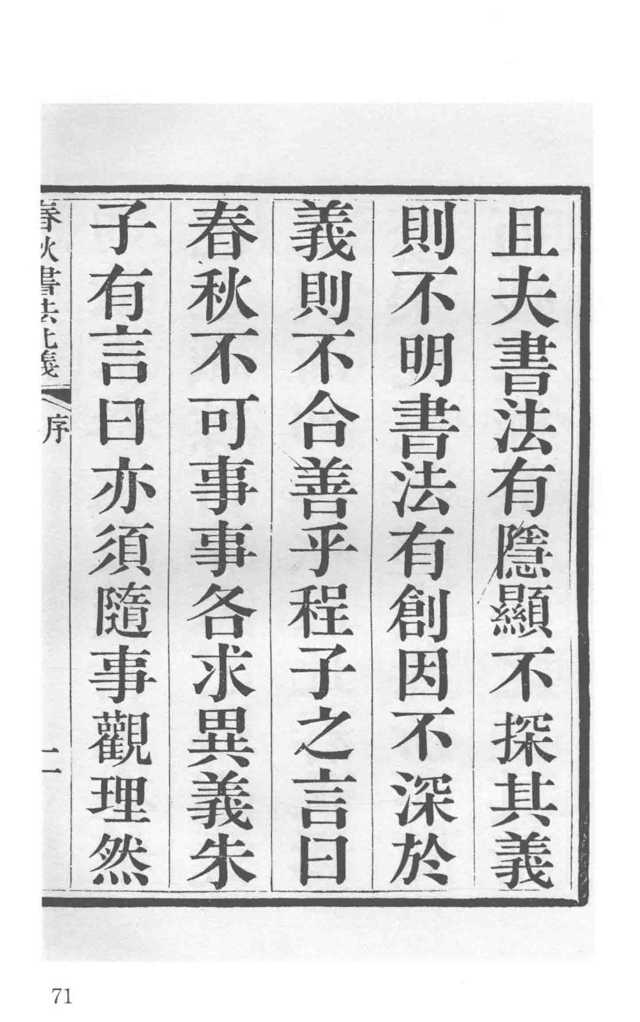 且夫書法有隱顯不探其義
則不明書法有創因不深於
義則不合善乎程子之言曰
春秋不可事事各求異義朱
子有言曰亦須隨事觀理然
春秋書法比義
序
二
71